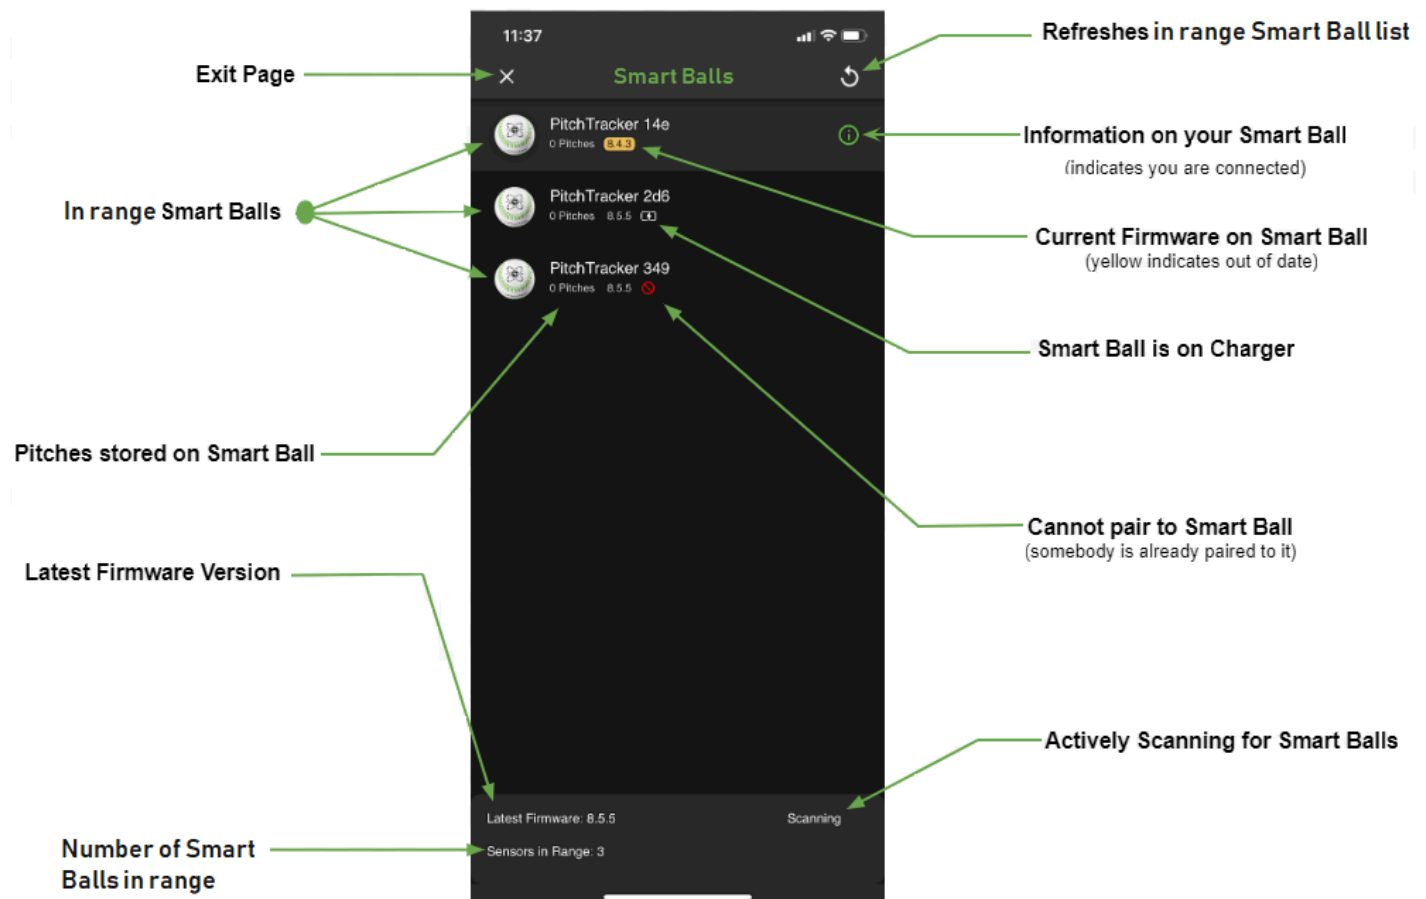 11:37
Refreshes in range Smart Ball list
Exit Page
Smart Balls
PitchTracker 14e
0 Pitches 8.4.3
Information on your Smart Ball
(indicates you are connected)
In range Smart Balls
PitchTracker 2d6
0 Pitches 8.5.5
Current Firmware on Smart Ball
(yellow indicates out of date)
PitchTracker 349
0 Pitches 8.5.5
Smart Ball is on Charger
Pitches stored on Smart Ball
Cannot pair to Smart Ball
(somebody is already paired to it)
Latest Firmware Version
Actively Scanning for Smart Balls
Latest Firmware: 8.5.5
Scanning
Number of Smart
Balls in range
Sensors in Range: 3